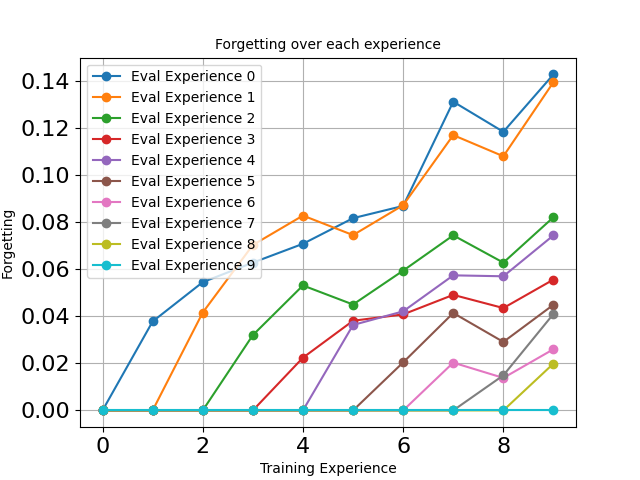 Forgetting over each experience
Eval Experience 0
Eval Experience 1
Eval Experience 2
Eval Experience 3
Eval Experience 4
Eval Experience 5
Eval Experience 6
Eval Experience 7
Eval Experience 8
Eval Experience 9
Forgetting
0.14
0.12
0.10
0.08
0.06
0.04
0.02
0.00
0 2 4 6 8
Training Experience